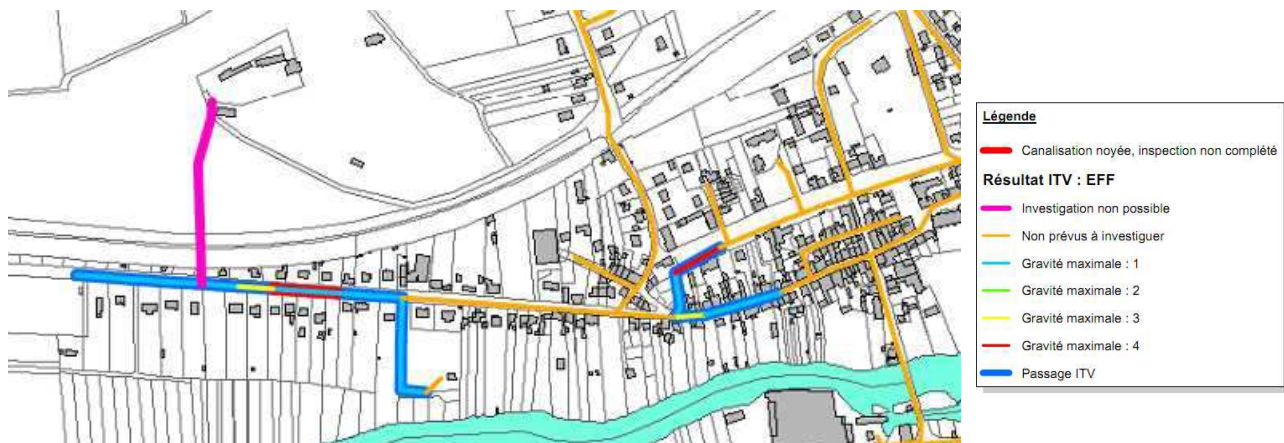 Légende
Canalisation noyée, inspection non complété
Résultat ITV : EFF
Investigation non possible
Non prévus à investiguer
Gravité maximale : 1
Gravité maximale : 2
Gravité maximale : 3
Gravité maximale : 4
Passage ITV